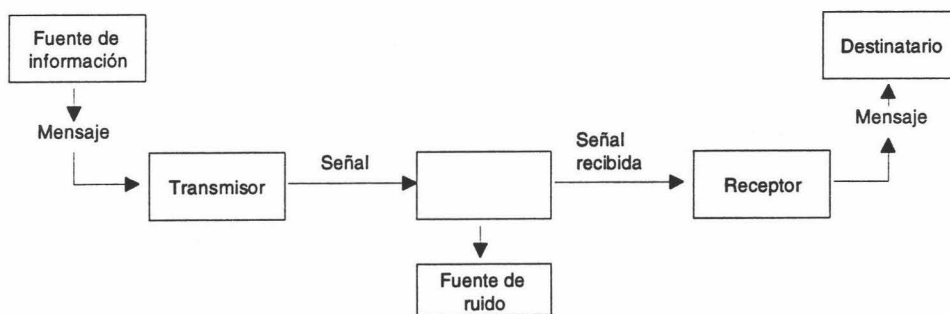 Fuente de
información
Mensaje
Transmisor
Señal
Fuente de
ruido
Señal
recibida
Receptor
Mensaje
Destinatario